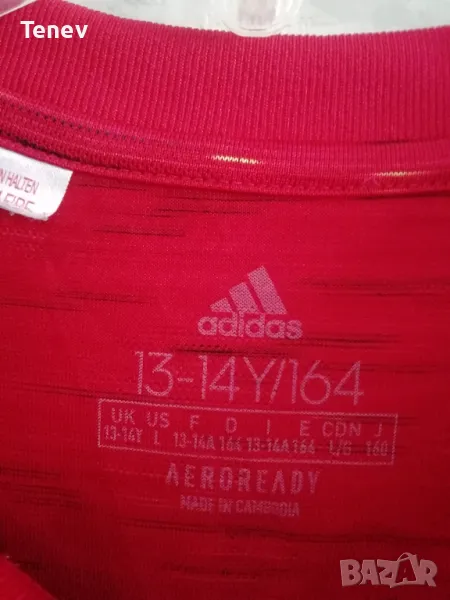 Tenev
N HALTEN
adidas
13-14Y/164
UK US F D I E CDN J
13-14Y L 13-14A 164 13-14A 164 L/G 160
AEROREADY
MADE IN CAMBODIA
BAZAR